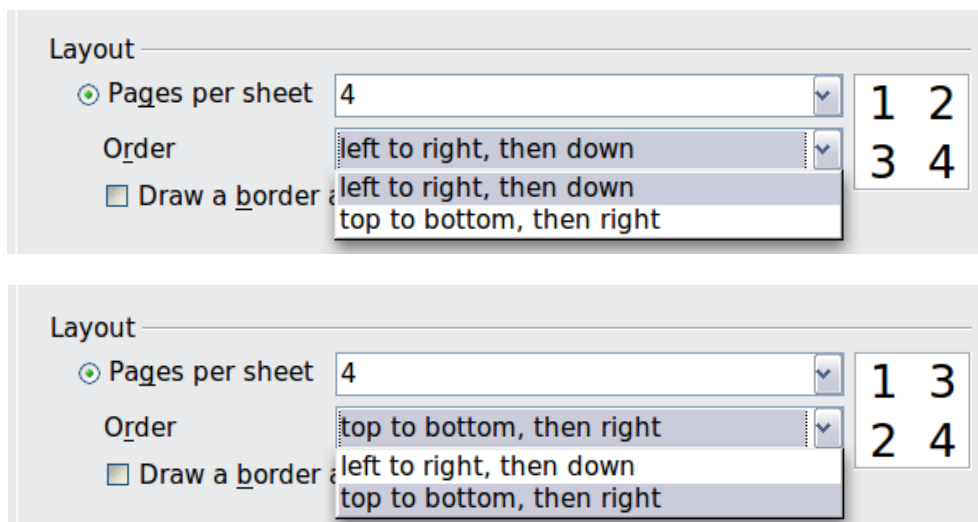 Layout
Pages per sheet 4
1 2
Order left to right, then down
3 4
Draw a border
left to right, then down
top to bottom, then right
Layout
Pages per sheet 4
1 3
Order top to bottom, then right
2 4
Draw a border
left to right, then down
top to bottom, then right